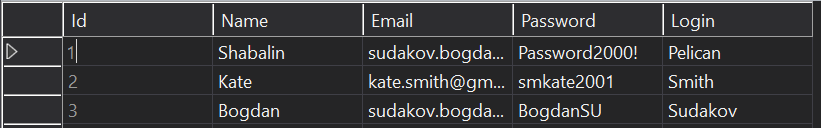 Id Name Email Password Login
1 Shabalin sudakov.bogda... Password2000! Pelican
2 Kate kate.smith@gm... smkate2001 Smith
3 Bogdan sudakov.bogda... BogdanSU Sudakov